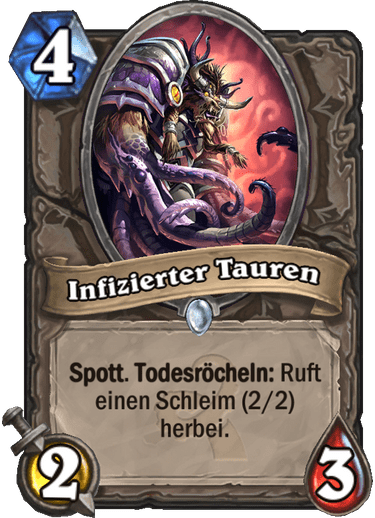 4
Infizierter Tauren
Spott. Todesröcheln: Ruft
einen Schleim (2/2)
herbei.
2
3